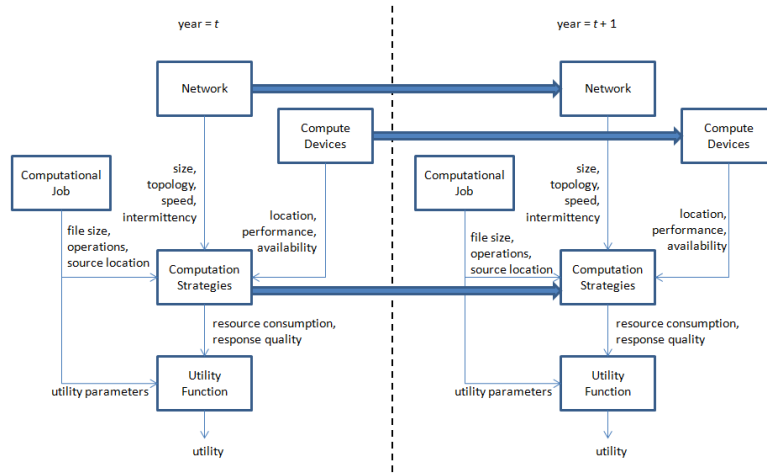 year = t
year = t + 1
Network
Network
Compute
Devices
Compute
Devices
Computational
Job
size,
topology,
speed,
intermittency
Computational
Job
size,
topology,
speed,
intermittency
location,
performance,
availability
location,
performance,
availability
file size,
operations,
source location
file size,
operations,
source location
Computation
Strategies
Computation
Strategies
resource consumption,
response quality
resource consumption,
response quality
Utility
Function
Utility
Function
utility parameters
utility parameters
utility
utility